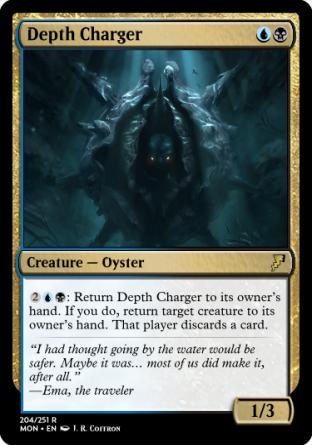 Depth Charger
Creature — Oyster
2: Return Depth Charger to its owner's
hand. If you do, return target creature to its
owner's hand. That player discards a card.
"I had thought going by the water would be
safer. Maybe it was… most of us did make it,
after all."
—Ema, the traveler
1/3
204/251 R
MON • EN J. R. Coffron